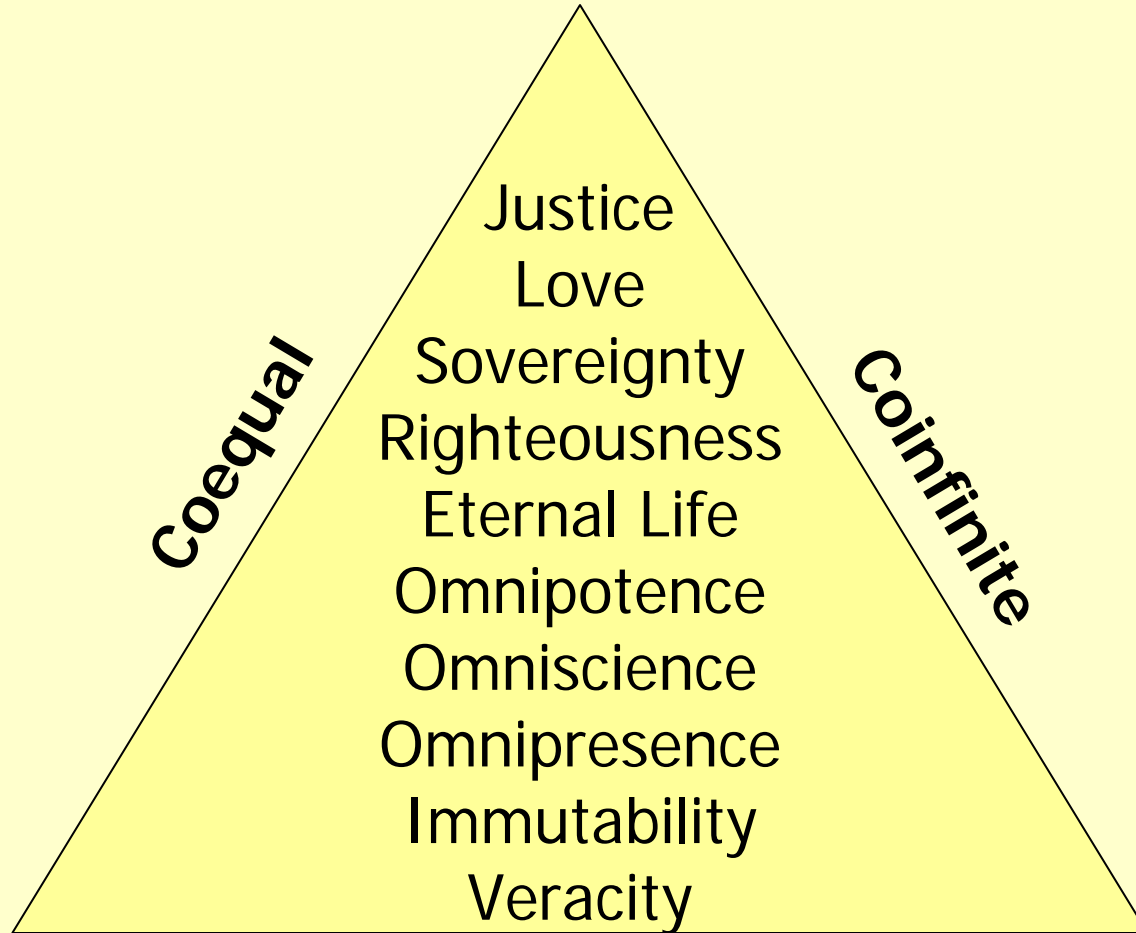 Justice
Love
Sovereignty
Righteousness
Eternal Life
Omnipotence
Omniscience
Omnipresence
Immutability
Veracity
Coequal
Coinfinite